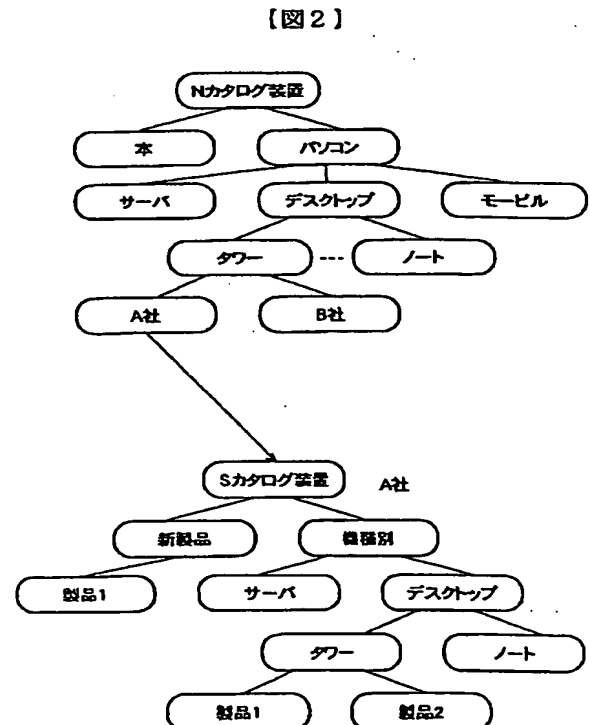 【図2】
Nカタログ装置
本 パソコン
サーバ デスクトップ モービル
タワー --- ノート
A社 B社
Sカタログ装置 A社
新製品 機種別
製品1 サーバ デスクトップ
タワー ノート
製品1 製品2